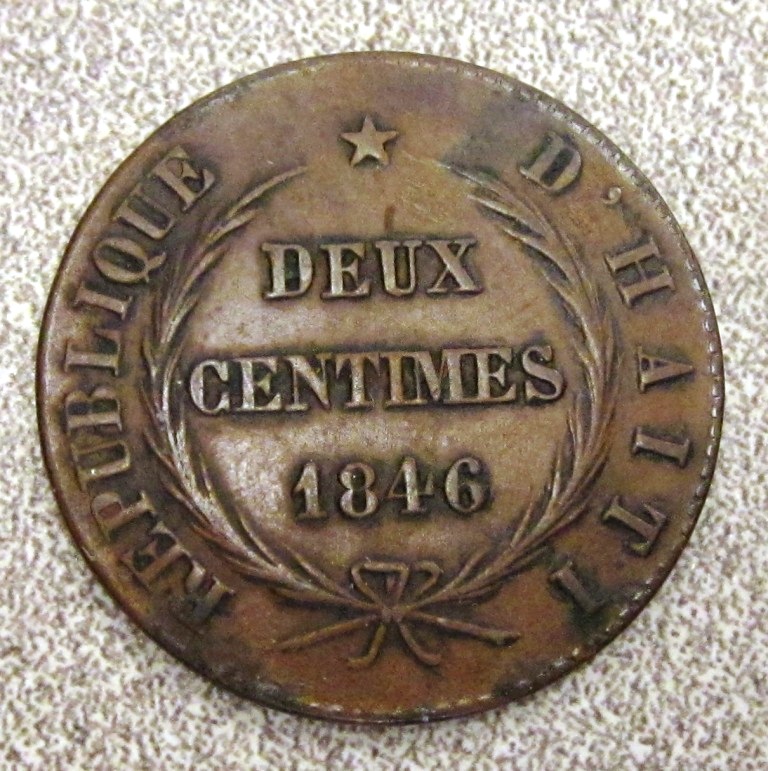 REPUBLIQUE D'HAITI
DEUX
CENTIMES
1846